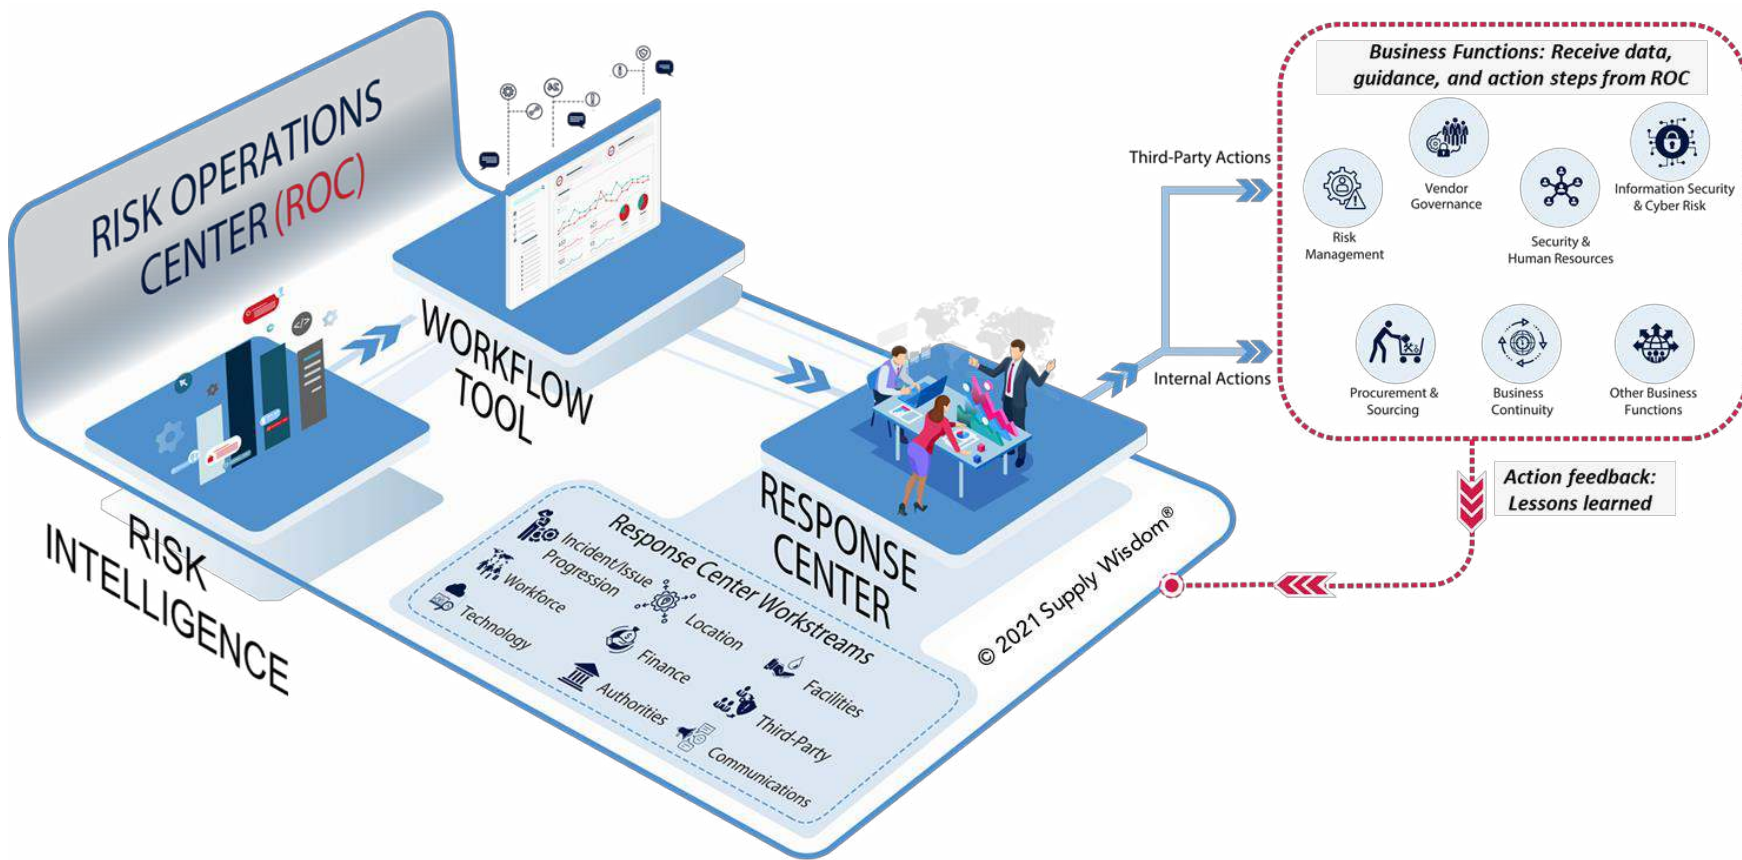 RISK OPERATIONS
CENTER (ROC)
RISK
INTELLIGENCE
WORKFLOW
TOOL
RESPONSE
CENTER
Response Center Workstreams
Incident/Issue
Progression
Workforce
Technology
Location
Finance
Authorities
Facilities
Third-Party
Communications
© 2021 Supply Wisdom®
Third-Party Actions
Internal Actions
Business Functions: Receive data,
guidance, and action steps from ROC
Risk
Management
Vendor
Governance
Security &
Human Resources
Information Security
& Cyber Risk
Procurement &
Sourcing
Business
Continuity
Other Business
Functions
Action feedback:
Lessons learned